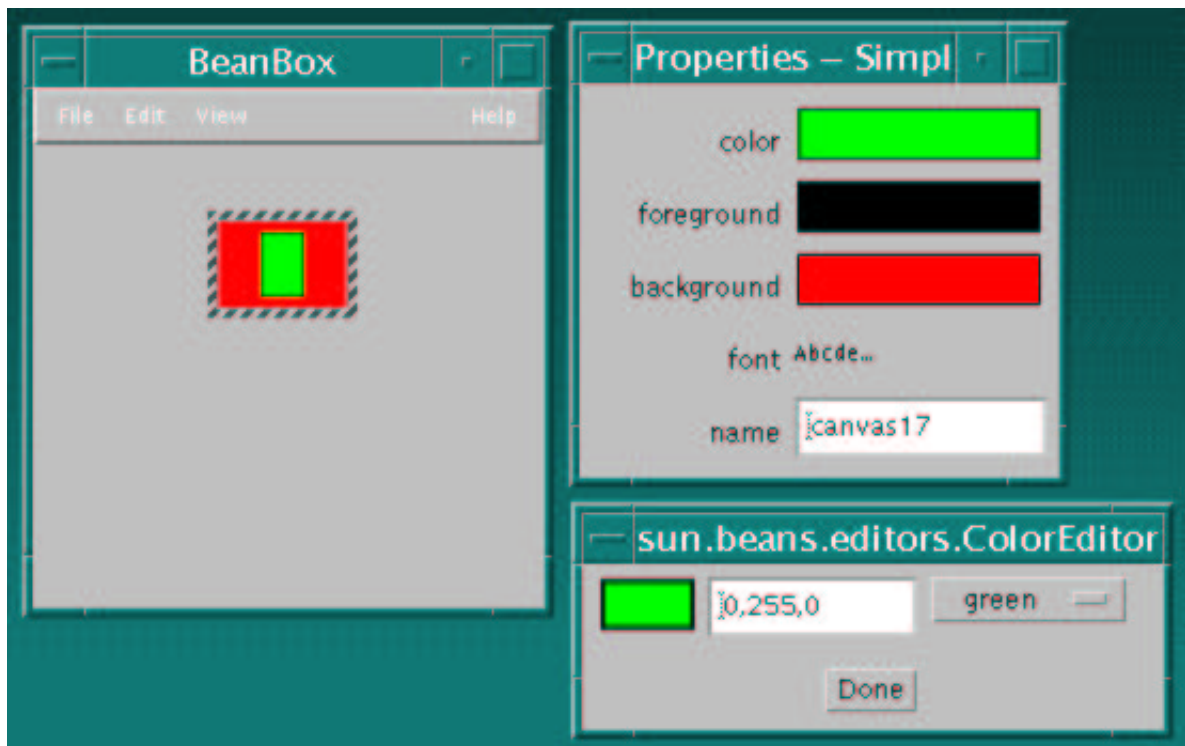 BeanBox
File Edit View Help
Properties – Simpl
color
foreground
background
font Abcde...
name canvas17
sun.beans.editors.ColorEditor
0,255,0 green
Done